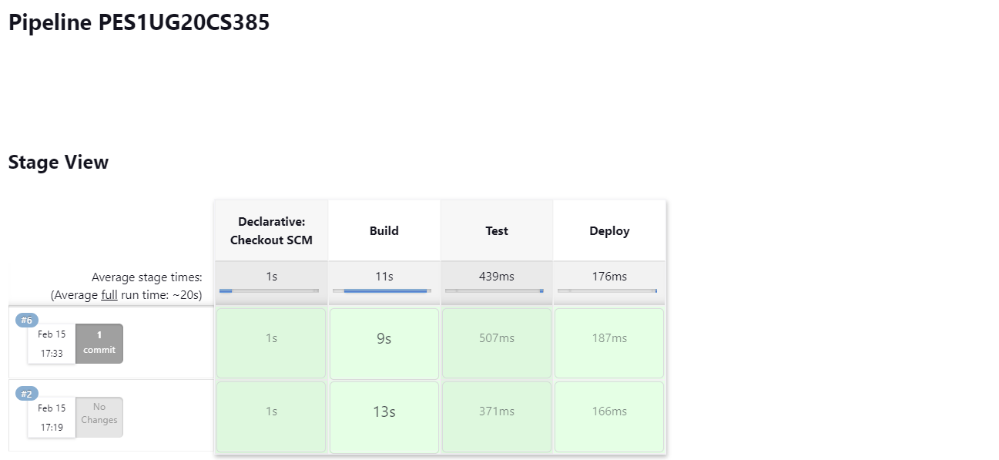 Pipeline PES1UG20CS385
Stage View
Declarative:
Checkout SCM
Build
Test
Deploy
Average stage times:
(Average full run time: ~20s)
1s
11s
439ms
176ms
#6
Feb 15
17:33
1
commit
1s
9s
507ms
187ms
#2
Feb 15
17:19
No
Changes
1s
13s
371ms
166ms